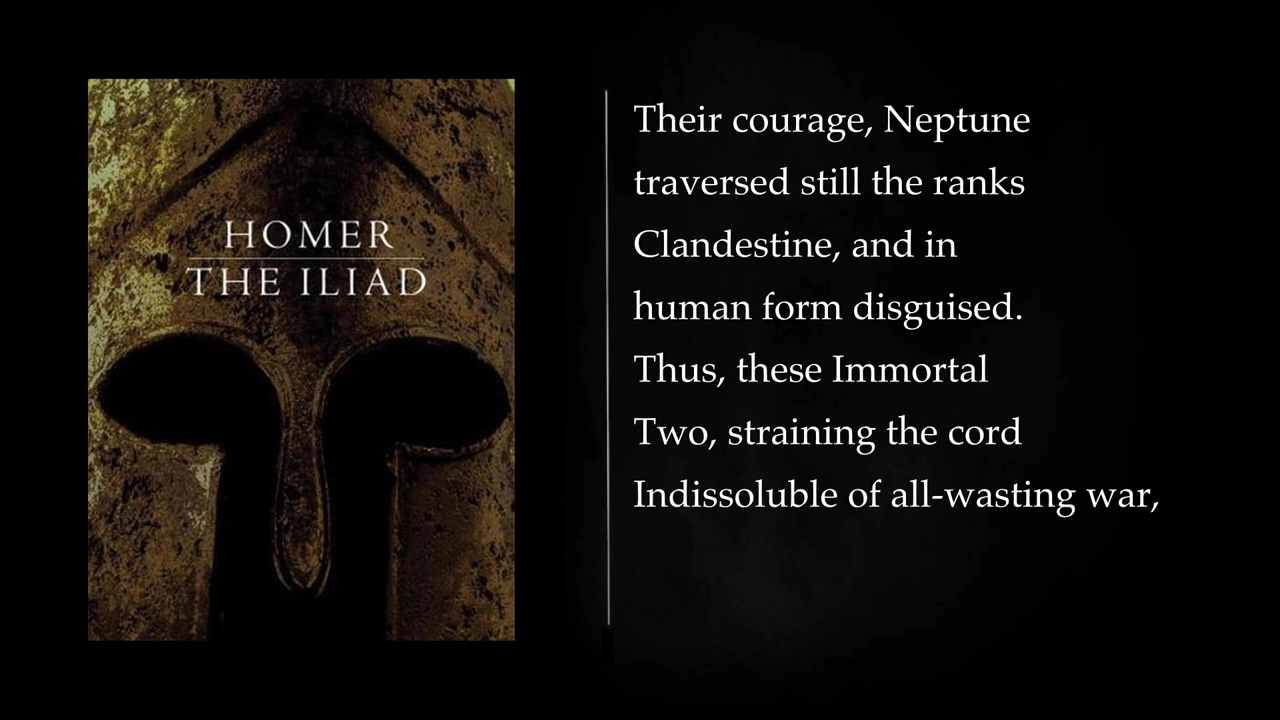 HOMER
THE ILIAD
Their courage, Neptune
traversed still the ranks
Clandestine, and in
human form disguised.
Thus, these Immortal
Two, straining the cord
Indissoluble of all-wasting war,